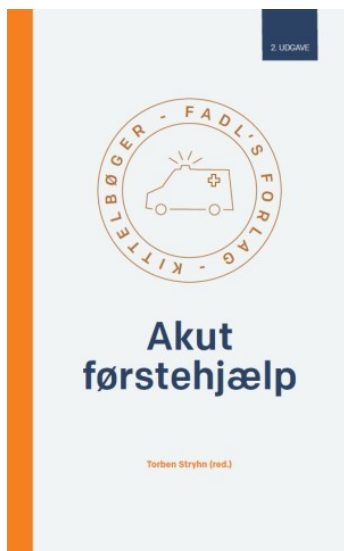 2. UDGAVE
FADL'S FORLAG - KITTELBØGER -
Akut
førstehjælp
Torben Stryhn (red.)